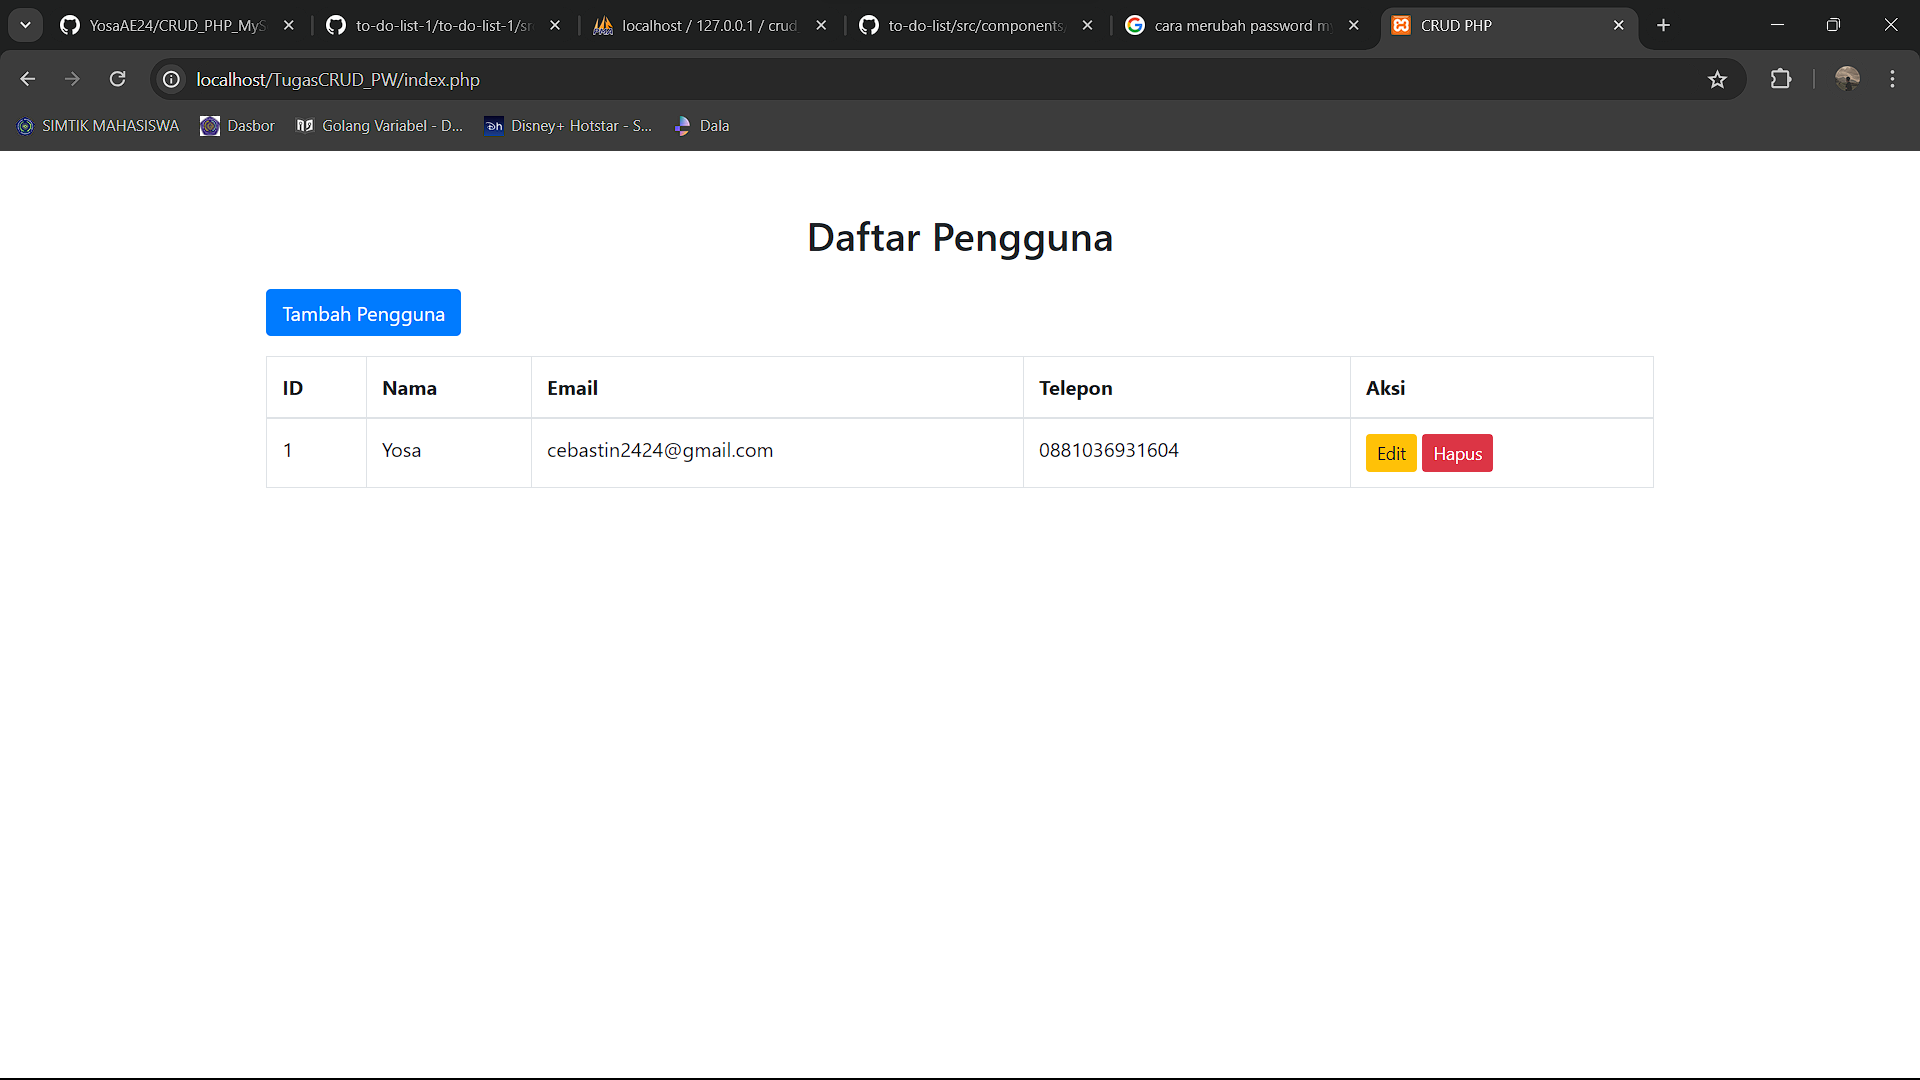 YosaAE24/CRUD_PHP_MyS
to-do-list-1/to-do-list-1/sr
localhost / 127.0.0.1 / crud
to-do-list/src/components/
cara merubah password m
CRUD PHP
localhost/TugasCRUD_PW/index.php
SIMTIK MAHASISWA
Dasbor
Golang Variabel - D...
Disney+ Hotstar - S...
Dala
Daftar Pengguna
Tambah Pengguna
ID Nama Email Telepon Aksi
1 Yosa cebastin2424@gmail.com 0881036931604 Edit Hapus